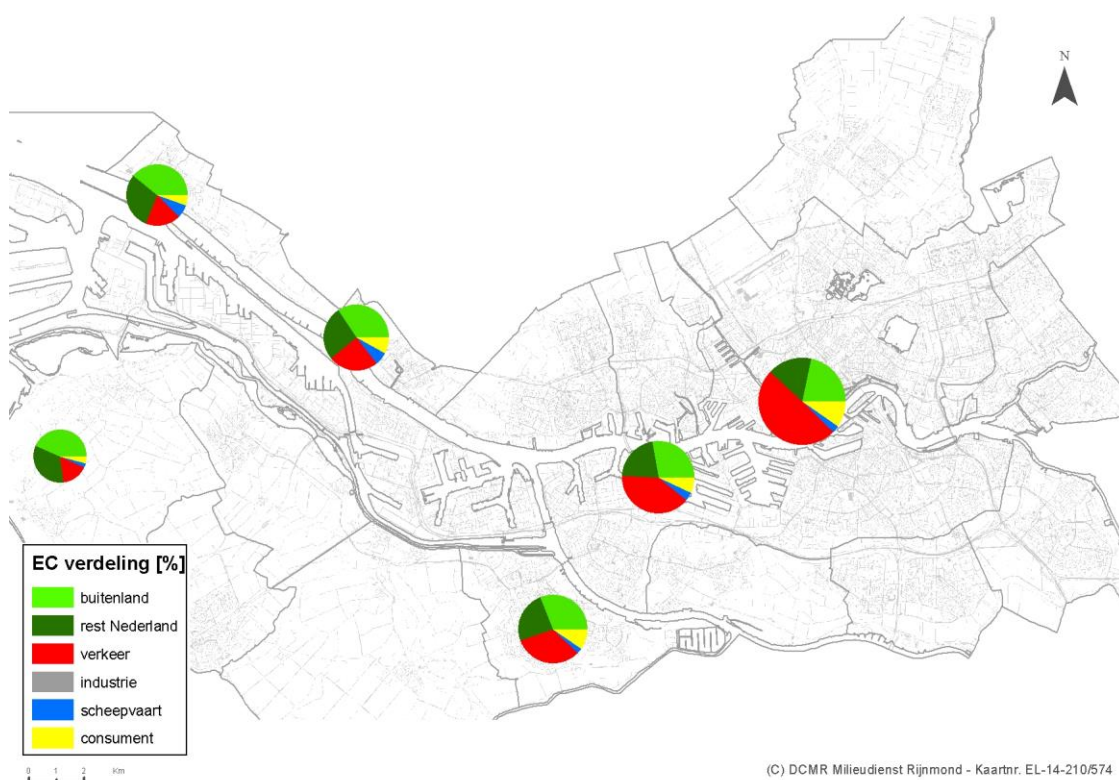 N
EC verdeling [%]
buitenland
rest Nederland
verkeer
industrie
scheepvaart
consument
0 1 2 Km
(C) DCMR Milieudienst Rijnmond - Kaartnr. EL-14-210/574